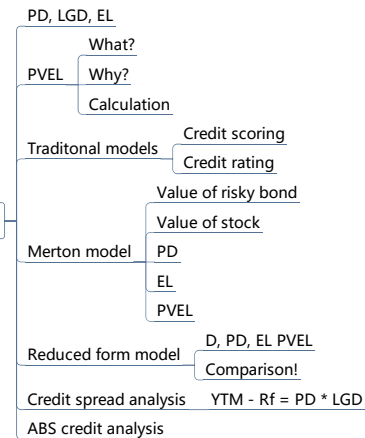 PD, LGD, EL
PVEL
What?
Why?
Calculation
Traditonal models
Credit scoring
Credit rating
Merton model
Value of risky bond
Value of stock
PD
EL
PVEL
Reduced form model
D, PD, EL PVEL
Comparison!
Credit spread analysis
YTM - Rf = PD * LGD
ABS credit analysis